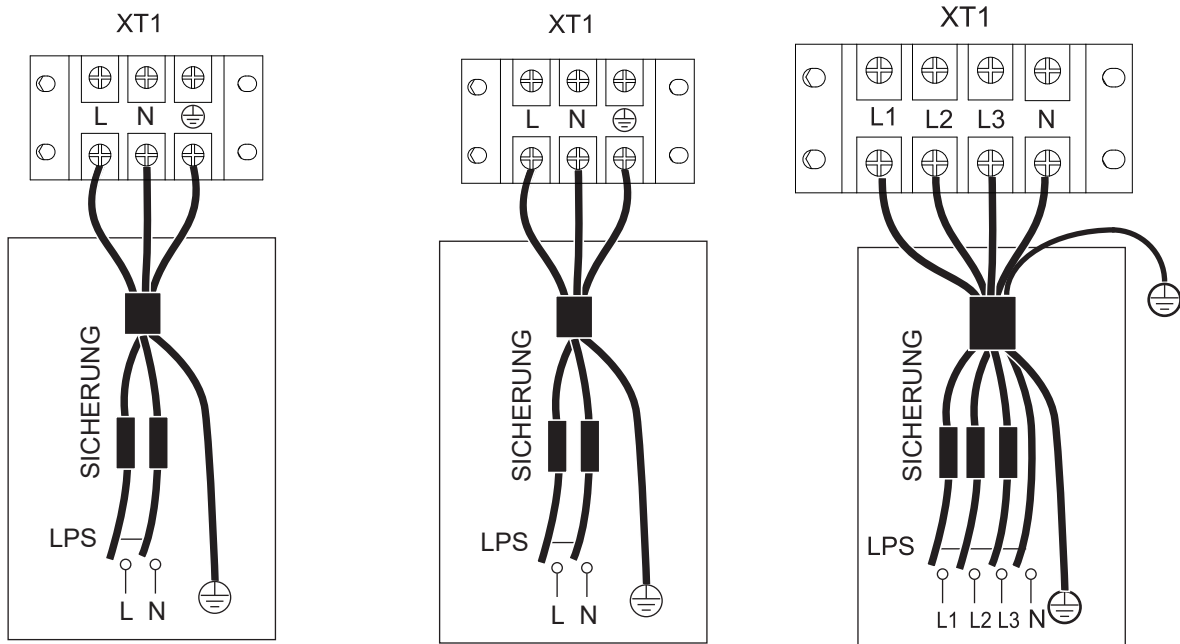 XT1
L N
SICHERUNG
LPS
L N
XT1
L N
SICHERUNG
LPS
L N
XT1
L1 L2 L3 N
SICHERUNG
LPS
L1 L2 L3 N